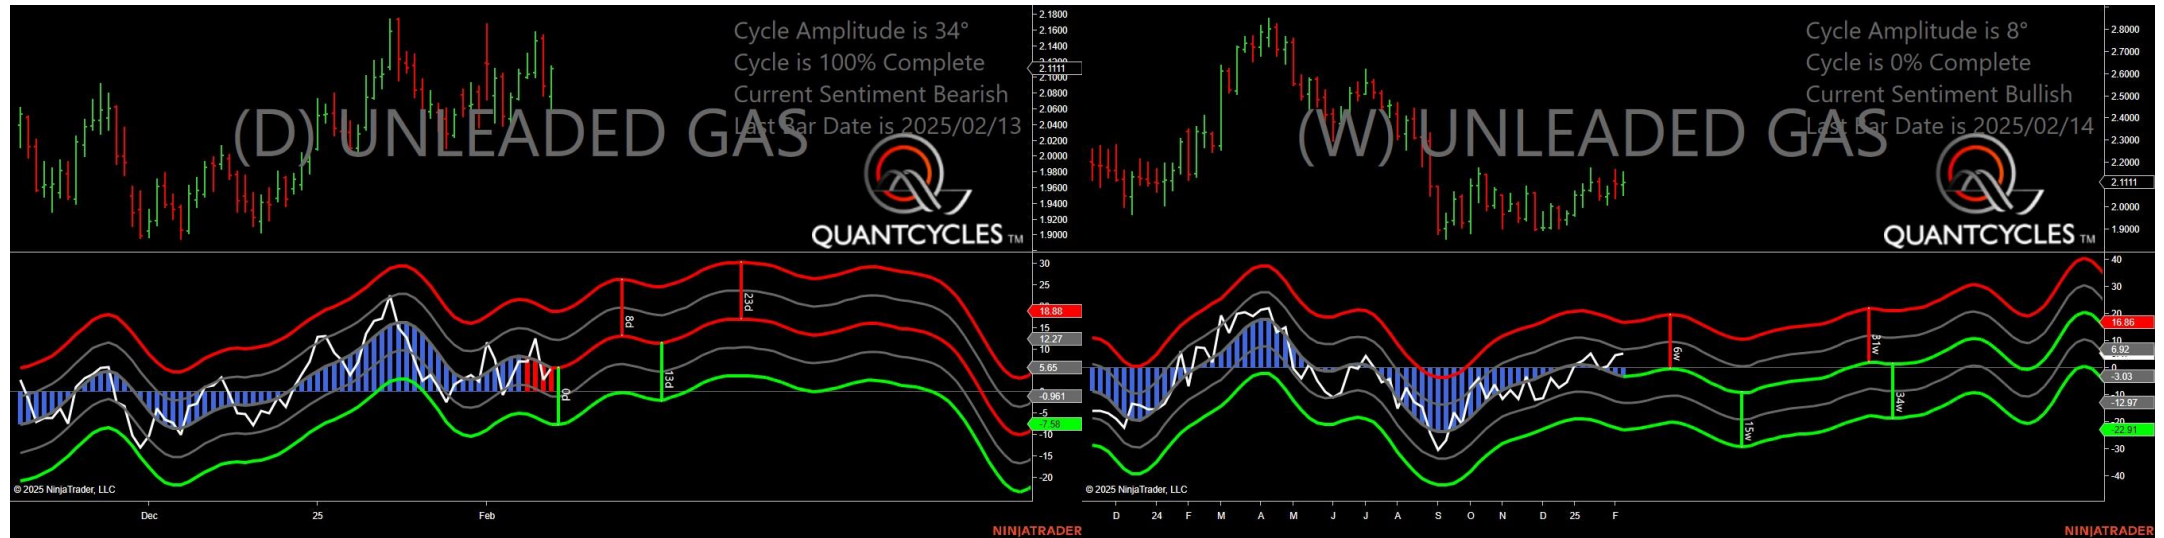 Cycle Amplitude is 34°
Cycle is 100% Complete
Current Sentiment Bearish
Last Bar Date is 2025/02/13
(D) UNLEADED GAS
QUANTCYCLES TM
2.1800
2.1600
2.1400
2.1111
2.1000
2.0800
2.0600
2.0400
2.0200
2.0000
1.9800
1.9600
1.9400
1.9200
1.9000
8d
23d
0d
13d
30
25
18.88
15
12.27
10
5.65
-0.961
-5
-7.58
-10
-15
-20
© 2025 NinjaTrader, LLC
Dec
25
Feb
NINJATRADER
Cycle Amplitude is 8°
Cycle is 0% Complete
Current Sentiment Bullish
Last Bar Date is 2025/02/14
(W) UNLEADED GAS
QUANTCYCLES TM
2.8000
2.7000
2.6000
2.5000
2.4000
2.3000
2.2000
2.1111
2.0000
1.9000
6w
15w
31w
34w
40
30
20
16.86
10
6.92
0
-3.03
-12.97
-22.91
-30
-40
© 2025 NinjaTrader, LLC
D
24
F
M
A
M
J
J
A
S
O
N
D
25
F
NINJATRADER